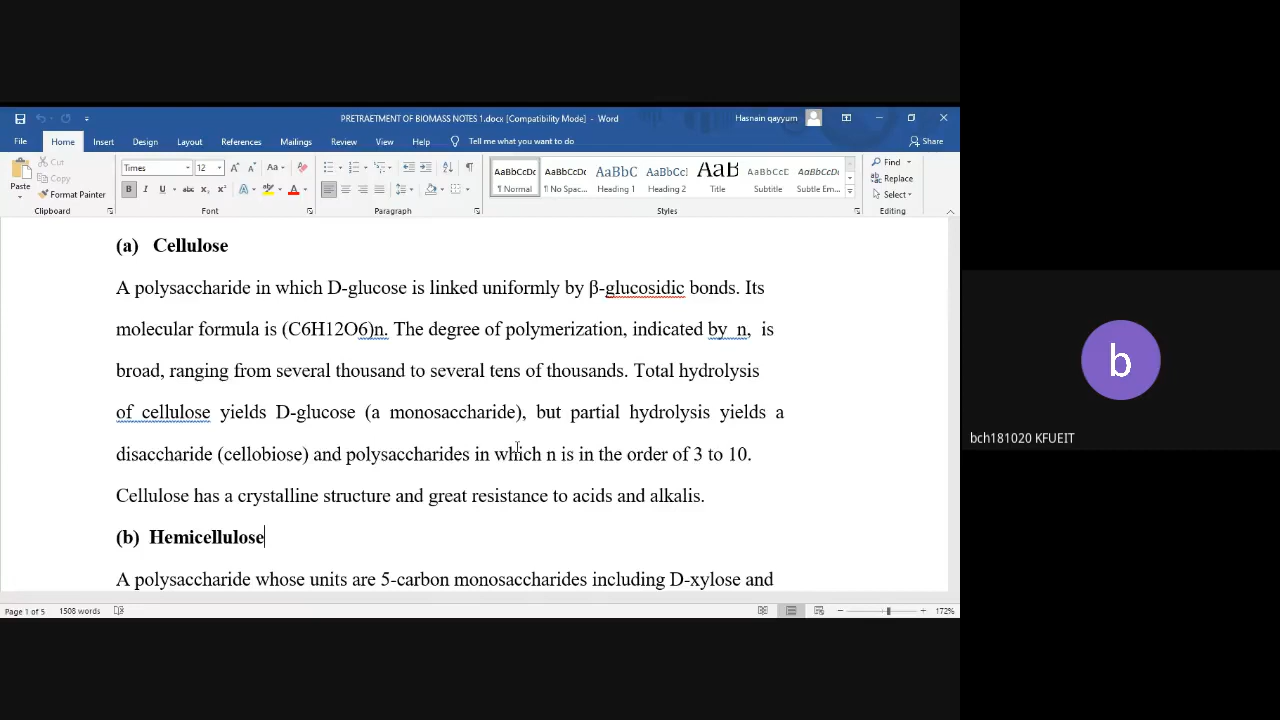 PRETRAETMENT OF BIOMASS NOTES 1.docx [Compatibility Mode] - Word
Hasnain qayyum
File Home Insert Design Layout References Mailings Review View Help Tell me what you want to do Share
Paste
Cut
Copy
Format Painter
Times 12
AaBbCcDc AaBbCcDc AaBbC AaBbCcI AaB AaBbCcDc AaBbCcDc
¶ Normal ¶ No Spac... Heading 1 Heading 2 Title Subtitle Subtle Em...
Find
Replace
Select
Clipboard Font Paragraph Styles Editing
(a) Cellulose
A polysaccharide in which D-glucose is linked uniformly by β-glucosidic bonds. Its
molecular formula is (C6H12O6)n. The degree of polymerization, indicated by n, is
broad, ranging from several thousand to several tens of thousands. Total hydrolysis
of cellulose yields D-glucose (a monosaccharide), but partial hydrolysis yields a
disaccharide (cellobiose) and polysaccharides in which n is in the order of 3 to 10.
Cellulose has a crystalline structure and great resistance to acids and alkalis.
(b) Hemicellulose
A polysaccharide whose units are 5-carbon monosaccharides including D-xylose and
Page 1 of 5 1508 words 172%
b
bch181020 KFUEIT